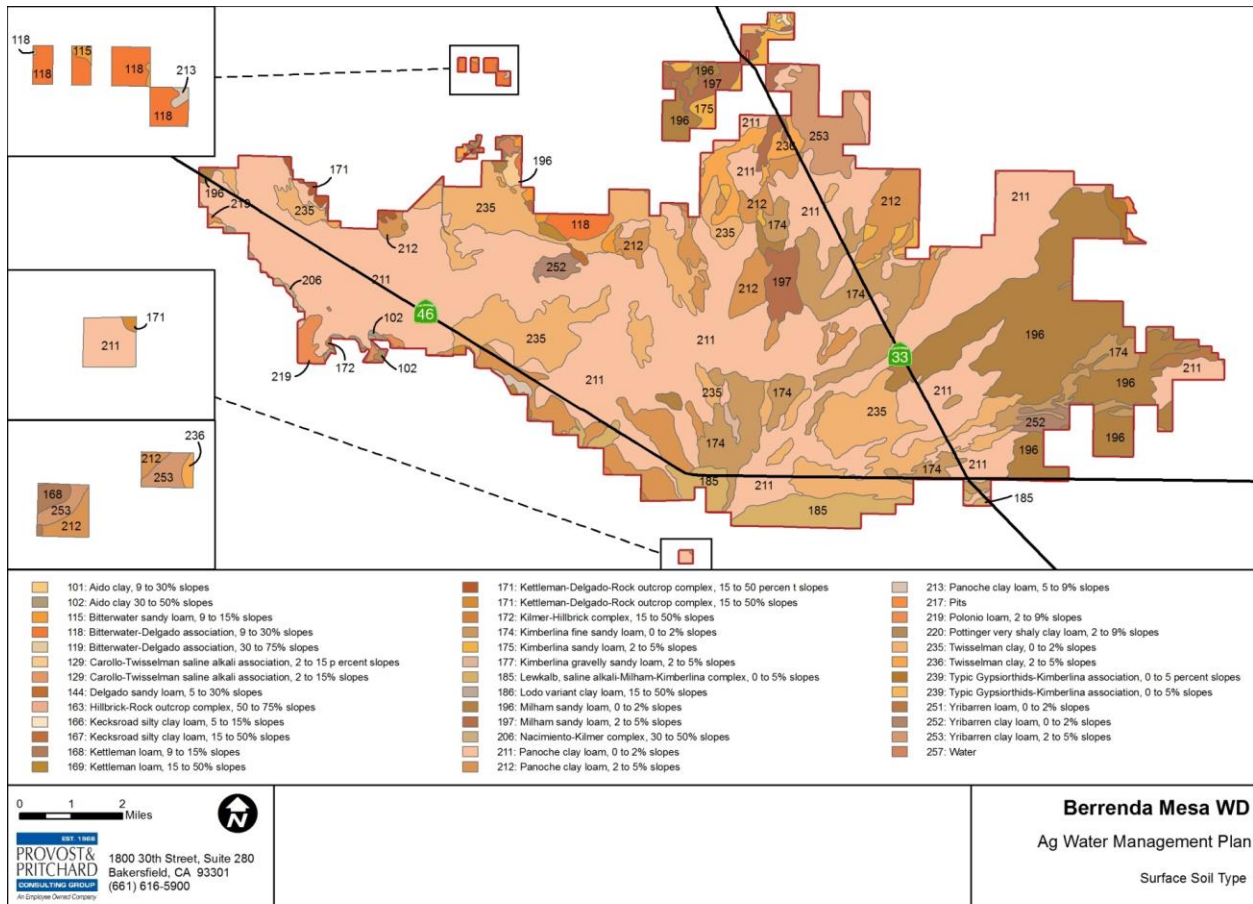 118
115
118
118
213
118
196
197
175
196
211
236
253
196
171
196
235
219
211
211
212
211
235
212
235
118
212
174
212
252
206
211
46
212
197
174
196
102
235
211
33
174
171
211
219
172
102
211
235
174
211
196
211
235
252
236
174
196
212
253
174
211
185
211
185
185
168
253
212
101: Aido clay, 9 to 30% slopes
102: Aido clay 30 to 50% slopes
115: Bitterwater sandy loam, 9 to 15% slopes
118: Bitterwater-Delgado association, 9 to 30% slopes
119: Bitterwater-Delgado association, 30 to 75% slopes
129: Carollo-Twisselman saline alkali association, 2 to 15 p ercent slopes
129: Carollo-Twisselman saline alkali association, 2 to 15% slopes
144: Delgado sandy loam, 5 to 30% slopes
163: Hillbrick-Rock outcrop complex, 50 to 75% slopes
166: Kecksroad silty clay loam, 5 to 15% slopes
167: Kecksroad silty clay loam, 15 to 50% slopes
168: Kettleman loam, 9 to 15% slopes
169: Kettleman loam, 15 to 50% slopes
171: Kettleman-Delgado-Rock outcrop complex, 15 to 50 percen t slopes
171: Kettleman-Delgado-Rock outcrop complex, 15 to 50% slopes
172: Kilmer-Hillbrick complex, 15 to 50% slopes
174: Kimberlina fine sandy loam, 0 to 2% slopes
175: Kimberlina sandy loam, 2 to 5% slopes
177: Kimberlina gravelly sandy loam, 2 to 5% slopes
185: Lewkalb, saline alkali-Milham-Kimberlina complex, 0 to 5% slopes
186: Lodo variant clay loam, 15 to 50% slopes
196: Milham sandy loam, 0 to 2% slopes
197: Milham sandy loam, 2 to 5% slopes
206: Nacimiento-Kilmer complex, 30 to 50% slopes
211: Panoche clay loam, 0 to 2% slopes
212: Panoche clay loam, 2 to 5% slopes
213: Panoche clay loam, 5 to 9% slopes
217: Pits
219: Polonio loam, 2 to 9% slopes
220: Pottinger very shaly clay loam, 2 to 9% slopes
235: Twisselman clay, 0 to 2% slopes
236: Twisselman clay, 2 to 5% slopes
239: Typic Gypsiorthids-Kimberlina association, 0 to 5 percent slopes
239: Typic Gypsiorthids-Kimberlina association, 0 to 5% slopes
251: Yribarren loam, 0 to 2% slopes
252: Yribarren clay loam, 0 to 2% slopes
253: Yribarren clay loam, 2 to 5% slopes
257: Water
0 1 2
Miles
N
EST. 1968
PROVOST&
PRITCHARD
CONSULTING GROUP
An Employee Owned Company
1800 30th Street, Suite 280
Bakersfield, CA 93301
(661) 616-5900
Berrenda Mesa WD
Ag Water Management Plan
Surface Soil Type